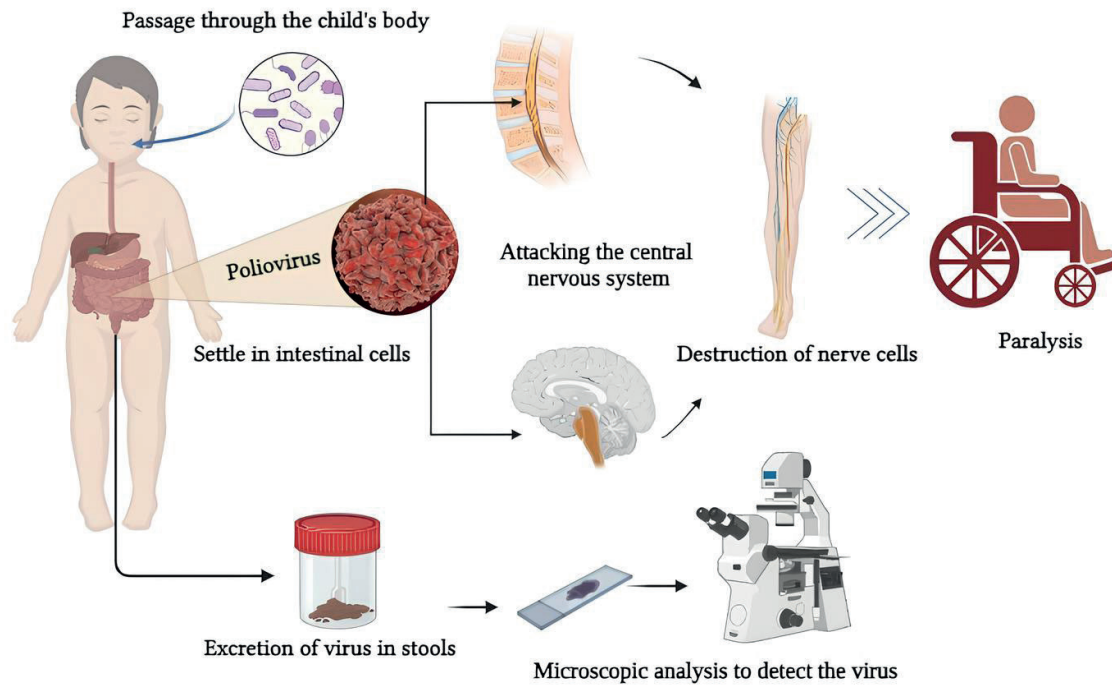 Passage through the child's body
Poliovirus
Settle in intestinal cells
Attacking the central
nervous system
Destruction of nerve cells
Paralysis
Excretion of virus in stools
Microscopic analysis to detect the virus